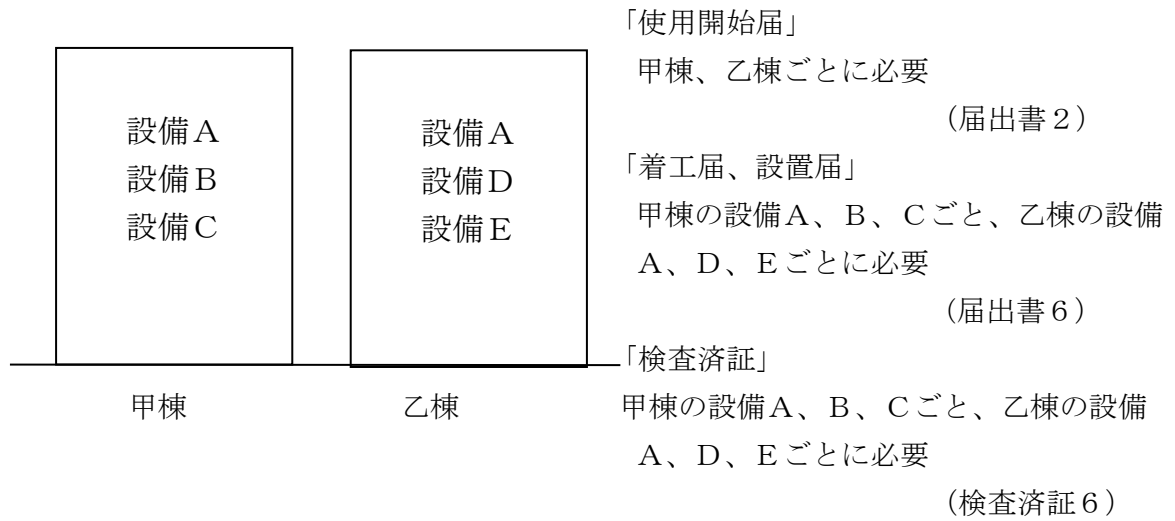 設備A
設備B
設備C
甲棟
設備A
設備D
設備E
乙棟
「使用開始届」
甲棟、乙棟ごとに必要
(届出書2)
「着工届、設置届」
甲棟の設備A、B、Cごと、乙棟の設備
A、D、Eごとに必要
(届出書6)
「検査済証」
甲棟の設備A、B、Cごと、乙棟の設備
A、D、Eごとに必要
(検査済証6)